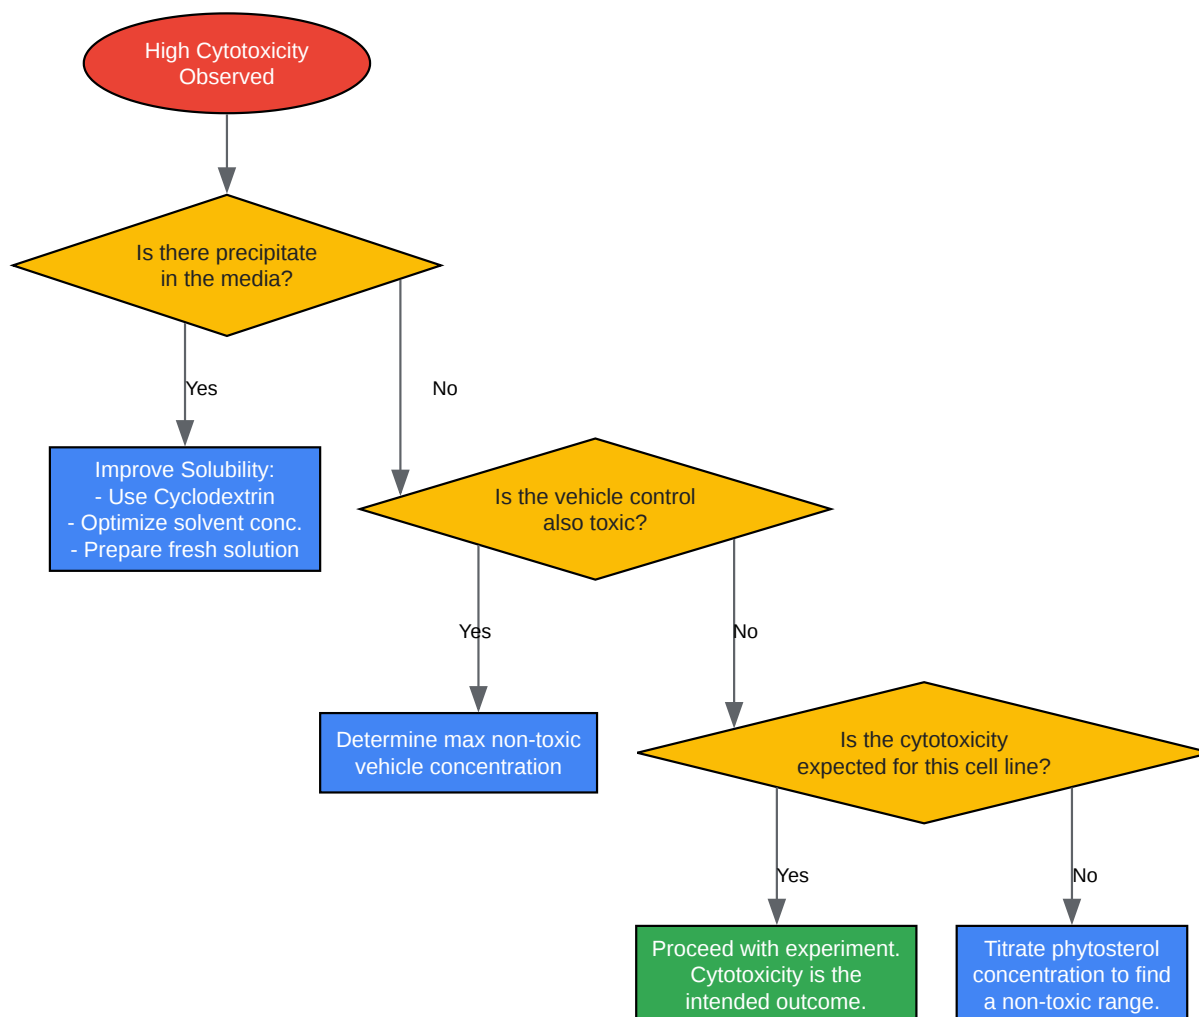 High Cytotoxicity
Observed
Is there precipitate
in the media?
Yes
No
Improve Solubility:
- Use Cyclodextrin
- Optimize solvent conc.
- Prepare fresh solution
Is the vehicle control
also toxic?
Yes
No
Determine max non-toxic
vehicle concentration
Is the cytotoxicity
expected for this cell line?
Yes
No
Proceed with experiment.
Cytotoxicity is the
intended outcome.
Titrate phytosterol
concentration to find
a non-toxic range.